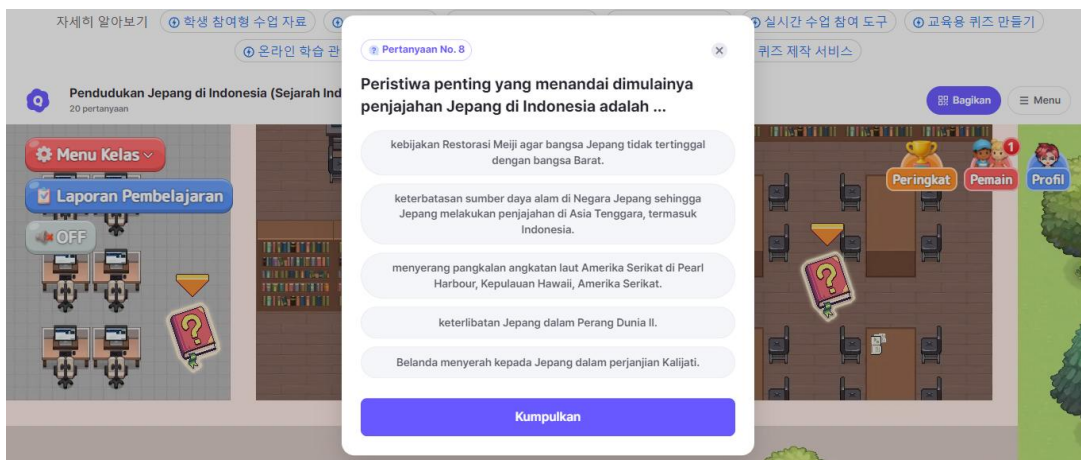 자세히 알아보기
학생 참여형 수업 자료
실시간 수업 참여 도구
교육용 퀴즈 만들기
온라인 학습 관
퀴즈 제작 서비스
Pertanyaan No. 8
Peristiwa penting yang menandai dimulainya
penjajahan Jepang di Indonesia adalah ...
kebijakan Restorasi Meiji agar bangsa Jepang tidak tertinggal
dengan bangsa Barat.
keterbatasan sumber daya alam di Negara Jepang sehingga
Jepang melakukan penjajahan di Asia Tenggara, termasuk
Indonesia.
menyerang pangkalan angkatan laut Amerika Serikat di Pearl
Harbour, Kepulauan Hawaii, Amerika Serikat.
keterlibatan Jepang dalam Perang Dunia II.
Belanda menyerah kepada Jepang dalam perjanjian Kalijati.
Kumpulkan
Pendudukan Jepang di Indonesia (Sejarah Ind
20 pertanyaan
Bagikan
Menu
Menu Kelas
Laporan Pembelajaran
OFF
Peringkat
1
Pemain
Profil